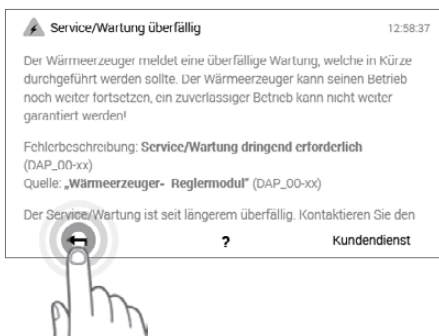 Service/Wartung überfällig 12:58:37
Der Wärmeerzeuger meldet eine überfällige Wartung, welche in Kürze
durchgeführt werden sollte. Der Wärmeerzeuger kann seinen Betrieb
noch weiter fortsetzen, ein zuverlässiger Betrieb kann nicht weiter
garantiert werden!
Fehlerbeschreibung: Service/Wartung dringend erforderlich
(DAP_00-xx)
Quelle: „Wärmeerzeuger- Reglermodul" (DAP_00-xx)
Der Service/Wartung ist seit längerem überfällig. Kontaktieren Sie den
? Kundendienst